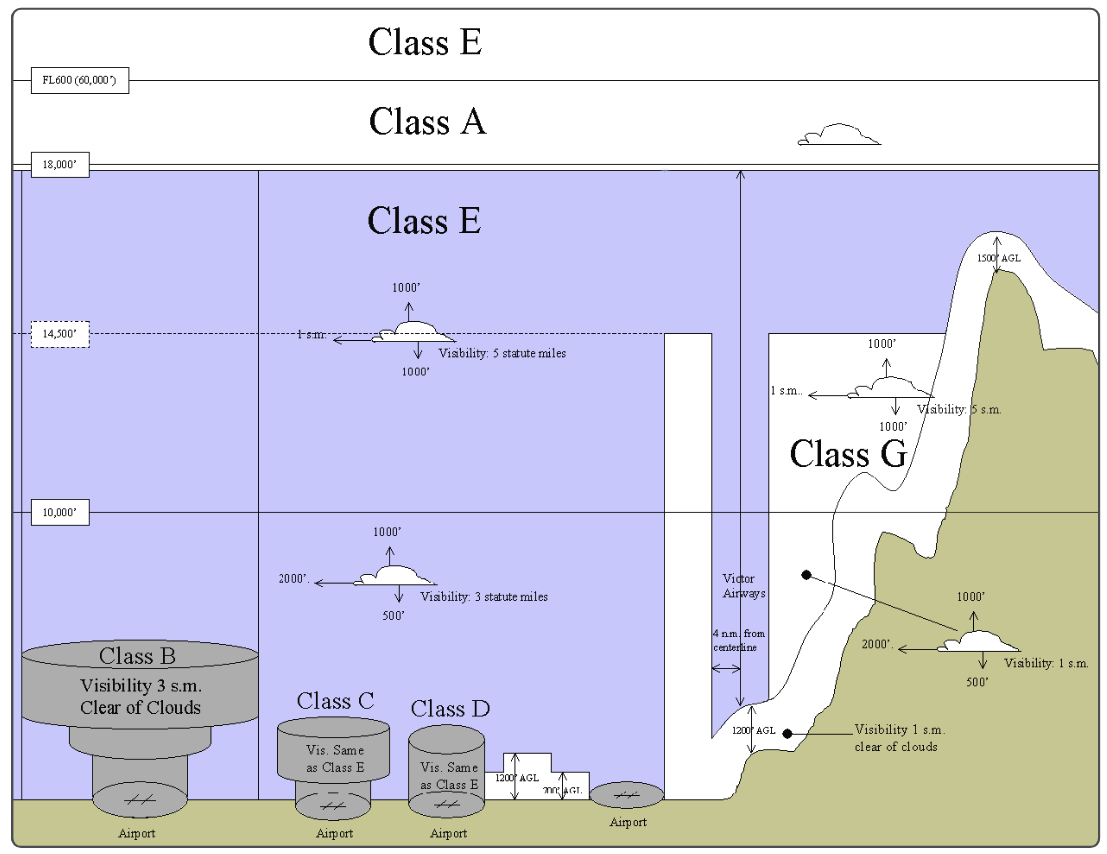 Class E
FL600 (60,000’)
Class A
18,000’
Class E
1500’ AGL
1000’
14,500’
1 s.m.
Visibility: 5 statute miles
1000’
1000’
1 s.m..
Visibility: 5 s.m.
1000’
Class G
10,000’
1000’
2000’.
Visibility: 3 statute miles
500’
Victor
Airways
4 n.m. from
centerline
1000’
2000’.
Visibility: 1 s.m.
500’
Class B
Visibility 3 s.m.
Clear of Clouds
Class C
Vis. Same
as Class E
Class D
Vis. Same
as Class E
1200’ AGL
700’ AGL
1200’ AGL
Visibility 1 s.m.
clear of clouds
Airport
Airport
Airport
Airport